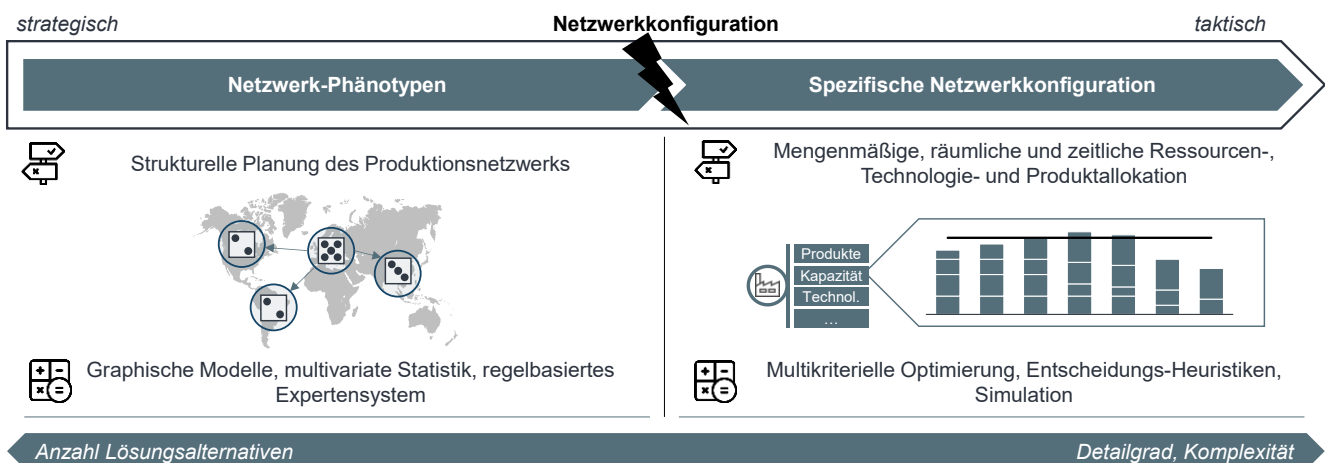 strategisch
Netzwerkkonfiguration
taktisch
Netzwerk-Phänotypen
Spezifische Netzwerkkonfiguration
Strukturelle Planung des Produktionsnetzwerks
Mengenmäßige, räumliche und zeitliche Ressourcen-,
Technologie- und Produktallokation
Produkte
Kapazität
Technol.
…
Graphische Modelle, multivariate Statistik, regelbasiertes
Expertensystem
Multikriterielle Optimierung, Entscheidungs-Heuristiken,
Simulation
Anzahl Lösungsalternativen
Detailgrad, Komplexität